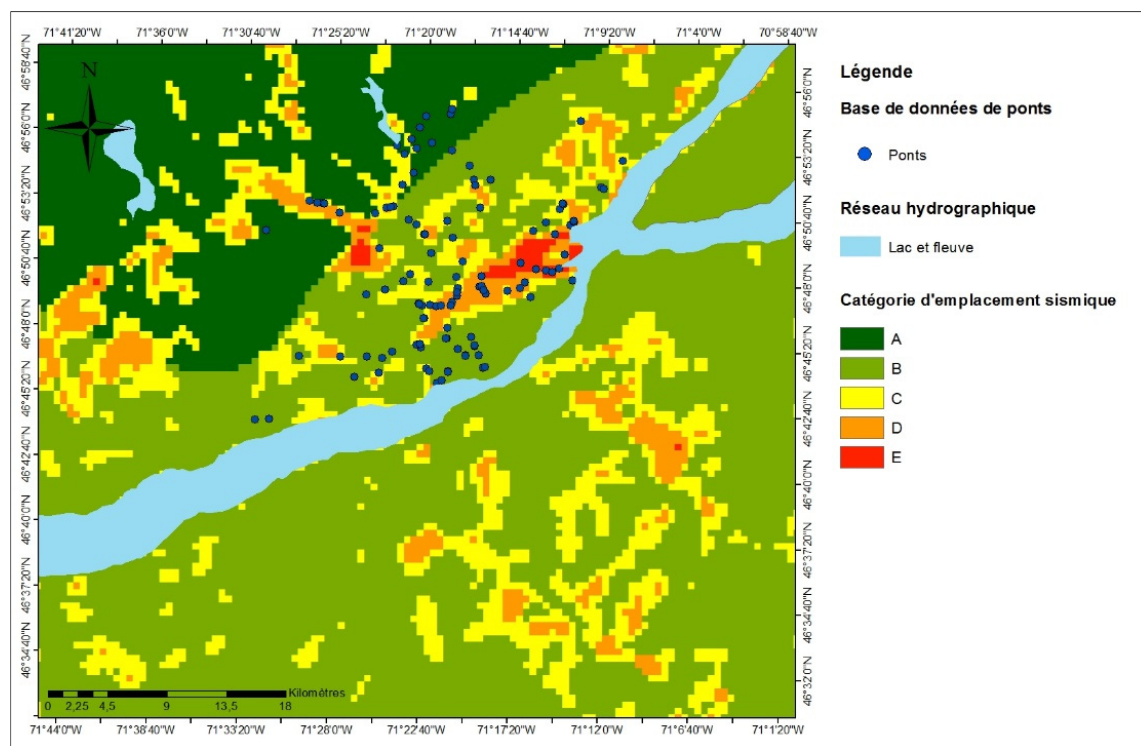 71°41'20"W 71°36'0"W 71°30'40"W 71°25'20"W 71°20'0"W 71°14'40"W 71°9'20"W 71°4'0"W 70°58'40"W
46°58'40"N
46°56'0"N
46°53'20"N
46°50'40"N
46°48'0"N
46°45'20"N
46°42'40"N
46°40'0"N
46°37'20"N
46°34'40"N
N
46°56'0"N
46°53'20"N
46°50'40"N
46°48'0"N
46°45'20"N
46°42'40"N
46°40'0"N
46°37'20"N
46°34'40"N
46°32'0"N
Kilomètres
0 2,25 4,5 9 13,5 18
71°44'0"W 71°38'40"W 71°33'20"W 71°28'0"W 71°22'40"W 71°17'20"W 71°12'0"W 71°6'40"W 71°1'20"W
Légende
Base de données de ponts
Ponts
Réseau hydrographique
Lac et fleuve
Catégorie d'emplacement sismique
A
B
C
D
E